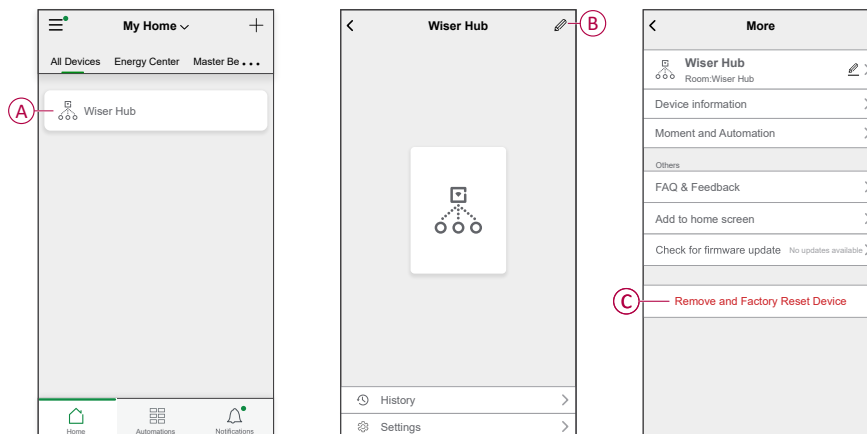 My Home
All Devices Energy Center Master Be
A
Wiser Hub
Home Automations Notifications
Wiser Hub
B
History
Settings
More
Wiser Hub
Room:Wiser Hub
Device information
Moment and Automation
Others
FAQ & Feedback
Add to home screen
Check for firmware update No updates available
C
Remove and Factory Reset Device